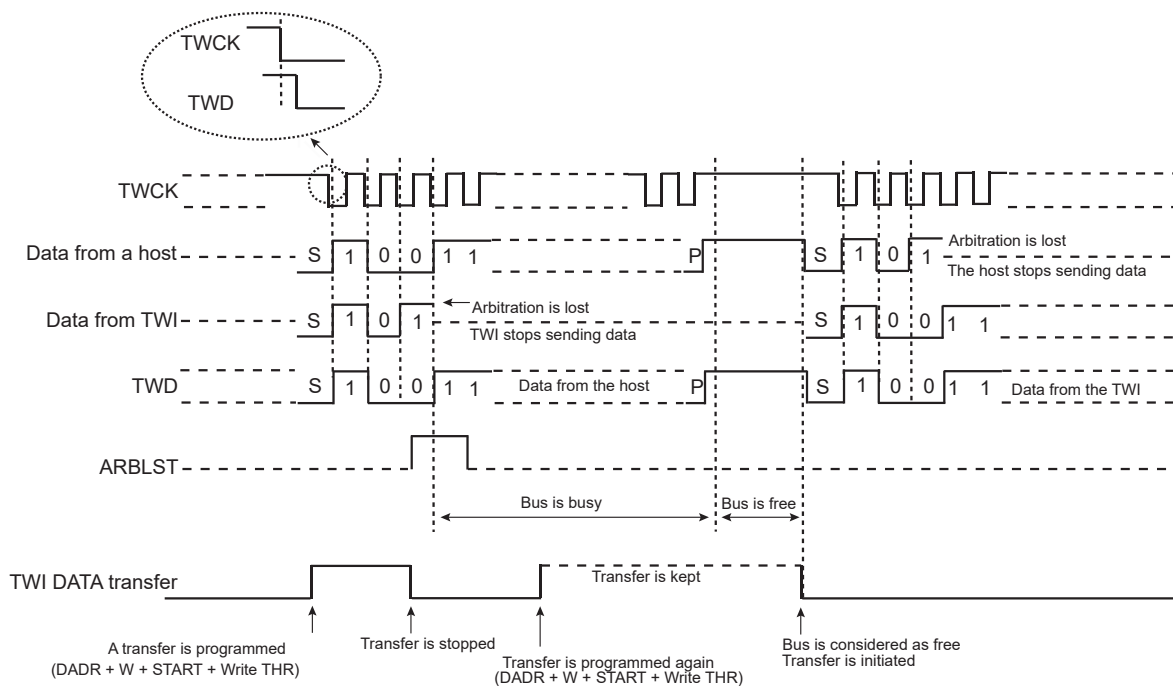 TWCK
TWD
TWCK
Data from a host S 1 0 0 1 1 P S 1 0 1 Arbitration is lost
The host stops sending data
Data from TWI S 1 0 1 Arbitration is lost S 1 0 0 1 1
TWI stops sending data
TWD S 1 0 0 1 1 Data from the host P S 1 0 0 1 1 Data from the TWI
ARBLST
Bus is busy Bus is free
TWI DATA transfer Transfer is kept
A transfer is programmed
(DADR + W + START + Write THR)
Transfer is stopped
Transfer is programmed again
(DADR + W + START + Write THR)
Bus is considered as free
Transfer is initiated